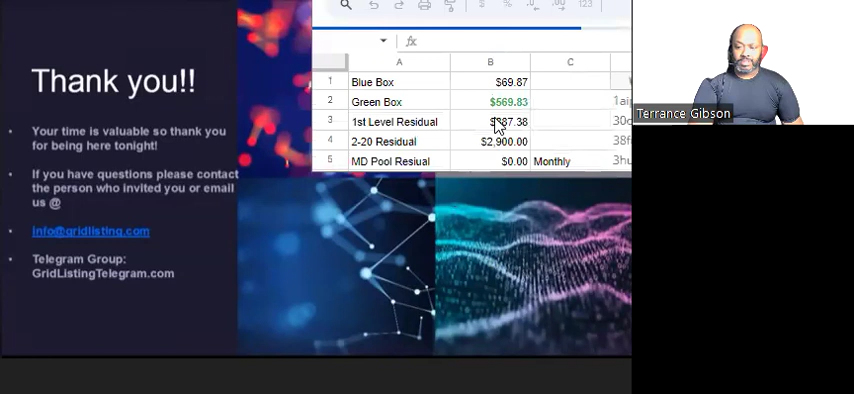 Thank you!!
Your time is valuable so thank you
for being here tonight!
If you have questions please contact
the person who invited you or email
us @
info@gridlisting.com
Telegram Group:
GridListingTelegram.com
$ % .0 .00 123
fx
A B C
1 Blue Box $69.87
2 Green Box $569.83
3 1st Level Residual
4 2-20 Residual $2,900.00
5 MD Pool Resiual $0.00 Monthly
Terrance Gibson